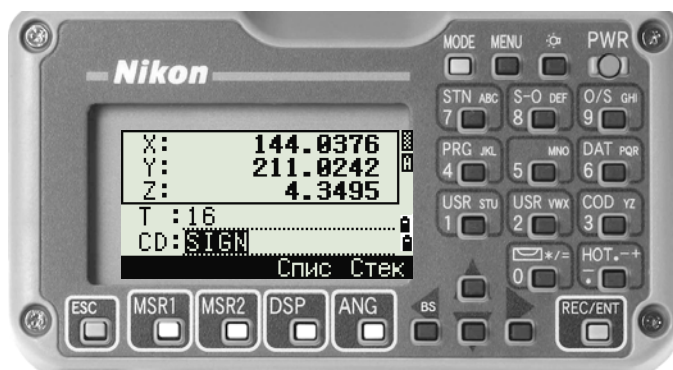 MODE MENU PWR
Nikon
STN ABC S-O DEF O/S GHI
7 8 9
X: 144.0376
Y: 211.0242
Z: 4.3495
T :16
CD:SIGN
Спис Стек
PRG JKL MNO DAT PQR
4 5 6
USR STU USR VWX COD YZ
1 2 3
*/= HOT.-+
0 .
ESC MSR1 MSR2 DSP ANG BS REC/ENT